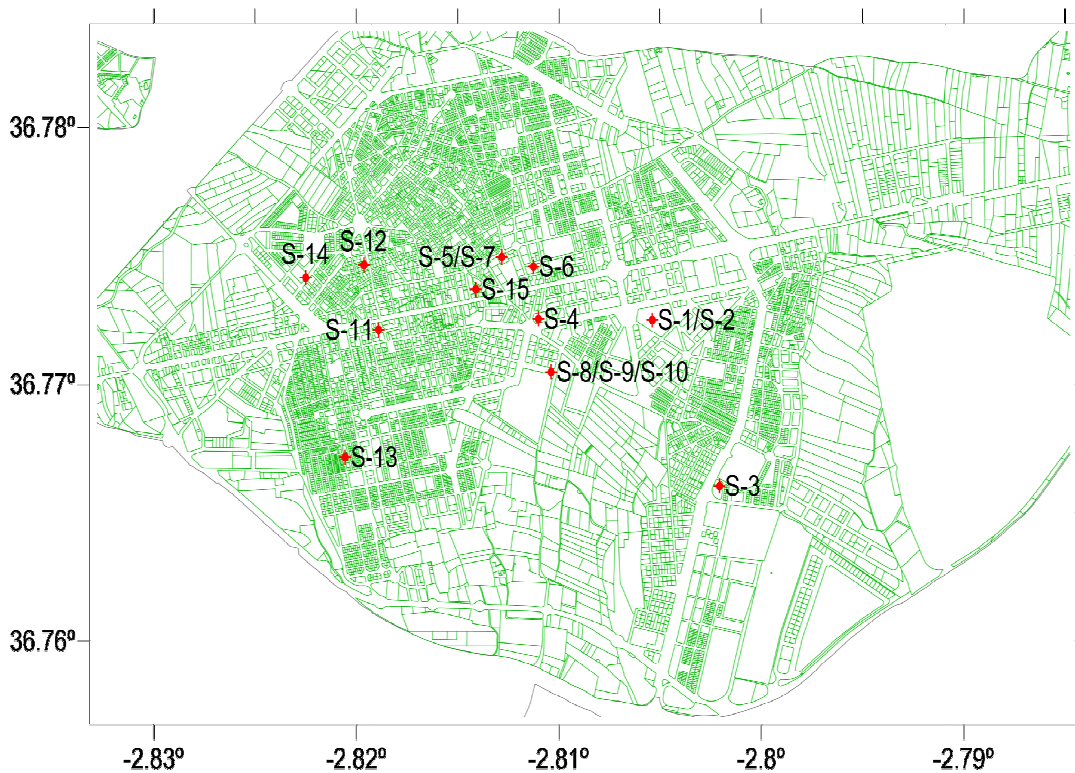 36.78º
S-12
S-14
S-5/S-7
S-6
S-15
S-4
S-1/S-2
S-11
36.77º
S-8/S-9/S-10
S-13
S-3
36.76º
-2.83º
-2.82º
-2.81º
-2.8º
-2.79º